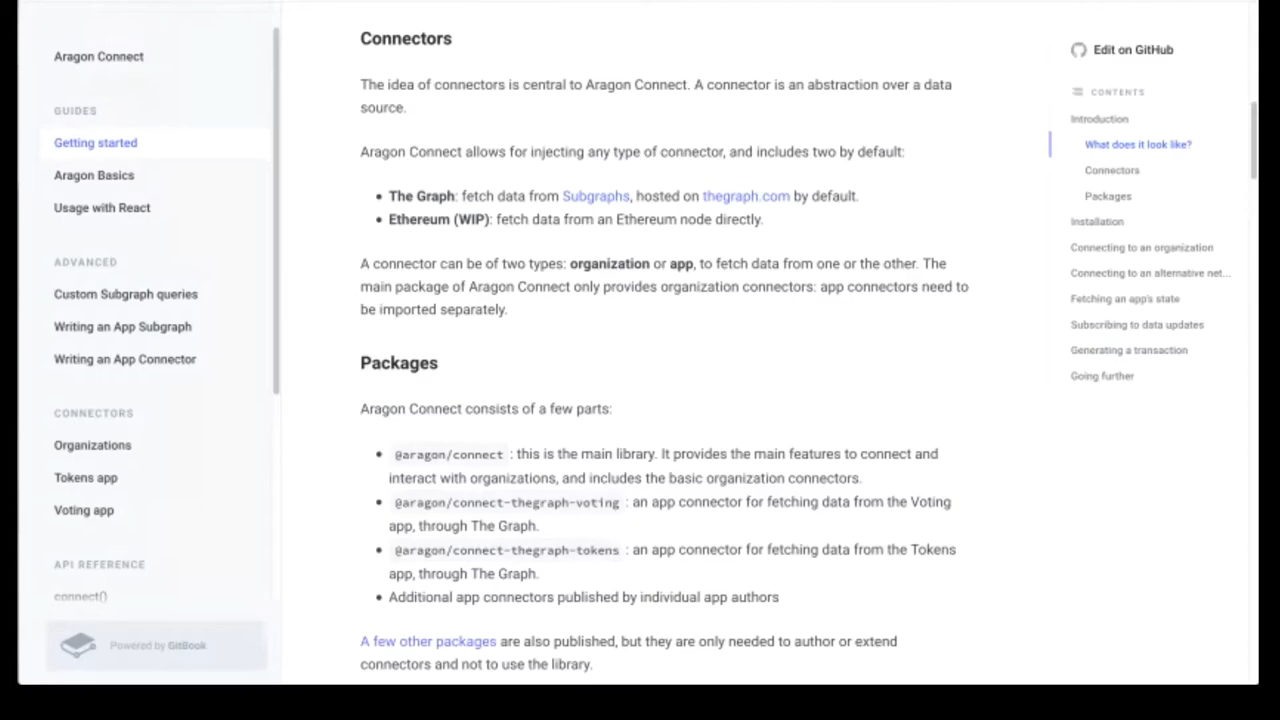 Aragon Connect
GUIDES
Getting started
Aragon Basics
Usage with React
ADVANCED
Custom Subgraph queries
Writing an App Subgraph
Writing an App Connector
CONNECTORS
Organizations
Tokens app
Voting app
API REFERENCE
connect()
Powered by GitBook
Connectors
The idea of connectors is central to Aragon Connect. A connector is an abstraction over a data
source.
Aragon Connect allows for injecting any type of connector, and includes two by default:
• The Graph: fetch data from Subgraphs, hosted on thegraph.com by default.
• Ethereum (WIP): fetch data from an Ethereum node directly.
A connector can be of two types: organization or app, to fetch data from one or the other. The
main package of Aragon Connect only provides organization connectors: app connectors need to
be imported separately.
Packages
Aragon Connect consists of a few parts:
• @aragon/connect : this is the main library. It provides the main features to connect and
interact with organizations, and includes the basic organization connectors.
• @aragon/connect-thegraph-voting : an app connector for fetching data from the Voting
app, through The Graph.
• @aragon/connect-thegraph-tokens : an app connector for fetching data from the Tokens
app, through The Graph.
• Additional app connectors published by individual app authors
A few other packages are also published, but they are only needed to author or extend
connectors and not to use the library.
Edit on GitHub
CONTENTS
Introduction
What does it look like?
Connectors
Packages
Installation
Connecting to an organization
Connecting to an alternative net...
Fetching an app's state
Subscribing to data updates
Generating a transaction
Going further